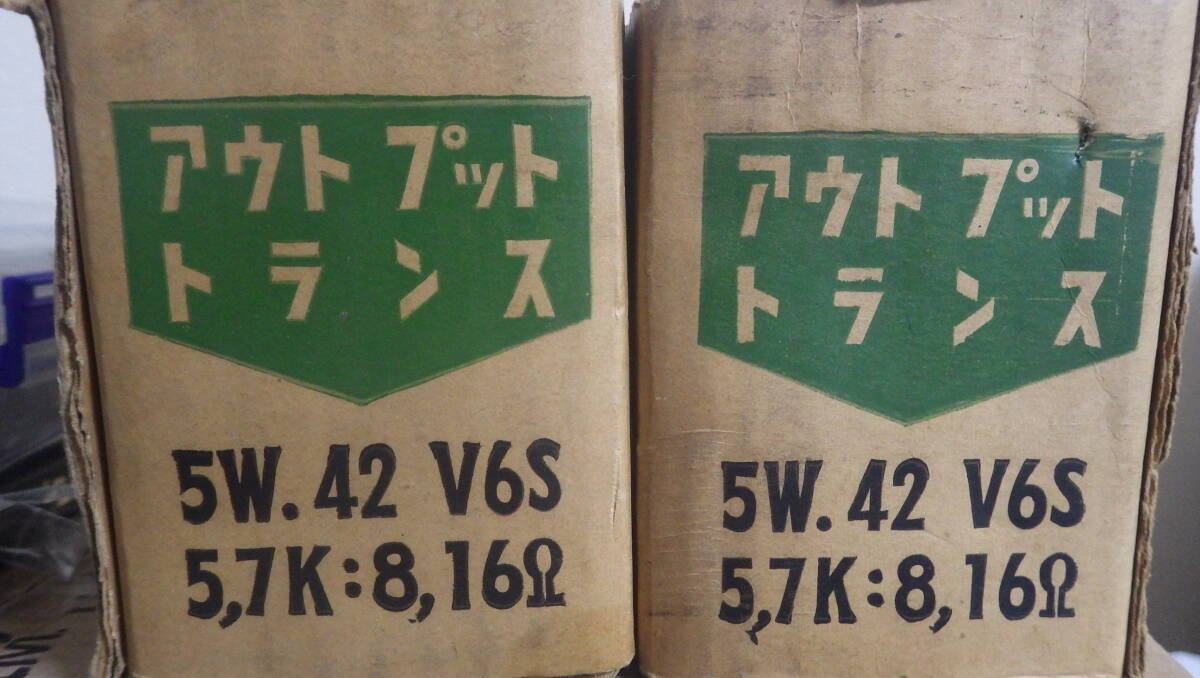 アウトプット
トランス
5W. 42 V6S
5,7K:8,16Ω
アウトプット
トランス
5W. 42 V6S
5,7K:8,16Ω